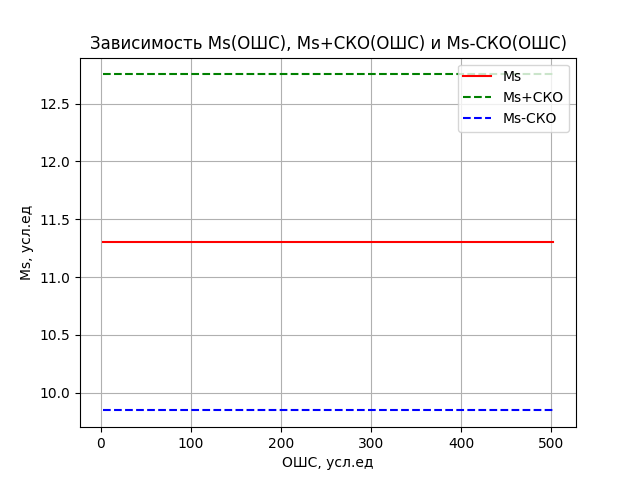 Зависимость Ms(ОШС), Ms+СКО(ОШС) и Ms-СКО(ОШС)
Ms
Ms+СКО
Ms-СКО
Ms, усл.ед
12.5
12.0
11.5
11.0
10.5
10.0
0 100 200 300 400 500
ОШС, усл.ед